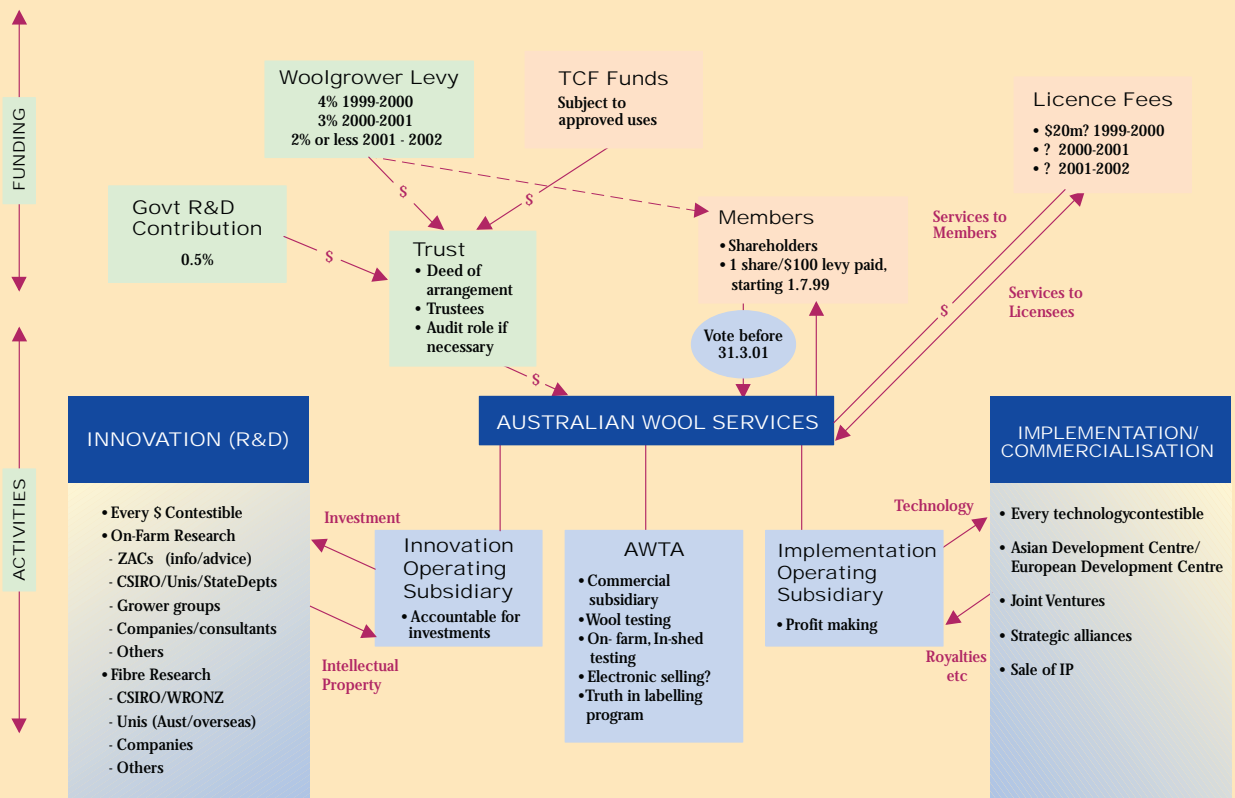 FUNDING
Woolgrower Levy
4% 1999-2000
3% 2000-2001
2% or less 2001 - 2002
TCF Funds
Subject to
approved uses
Licence Fees
• $20m? 1999-2000
• ? 2000-2001
• ? 2001-2002
Govt R&D
Contribution
0.5%
$
$
$
Trust
• Deed of
arrangement
• Trustees
• Audit role if
necessary
Members
• Shareholders
• 1 share/$100 levy paid,
starting 1.7.99
Services to
Members
$
Services to
Licensees
Vote before
31.3.01
$
ACTIVITIES
AUSTRALIAN WOOL SERVICES
INNOVATION (R&D)
• Every $ Contestible
• On-Farm Research
- ZACs (info/advice)
- CSIRO/Unis/StateDepts
- Grower groups
- Companies/consultants
- Others
• Fibre Research
- CSIRO/WRONZ
- Unis (Aust/overseas)
- Companies
- Others
Investment
Intellectual
Property
Innovation
Operating
Subsidiary
• Accountable for
investments
AWTA
• Commercial
subsidiary
• Wool testing
• On- farm, In-shed
testing
• Electronic selling?
• Truth in labelling
program
Implementation
Operating
Subsidiary
• Profit making
Technology
Royalties
etc
IMPLEMENTATION/
COMMERCIALISATION
• Every technologycontestible
• Asian Development Centre/
European Development Centre
• Joint Ventures
• Strategic alliances
• Sale of IP